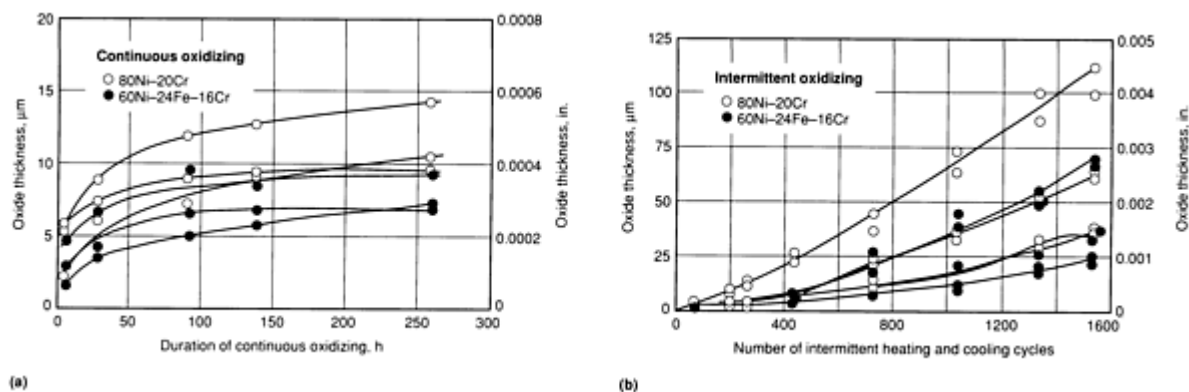 20
15
10
5
0
Oxide thickness, µm
Continuous oxidizing
80Ni–20Cr
60Ni–24Fe–16Cr
0.0008
0.0006
0.0004
0.0002
0
Oxide thickness, in.
0 50 100 150 200 250 300
Duration of continuous oxidizing, h
(a)
125
100
75
50
25
0
Oxide thickness, µm
Intermittent oxidizing
80Ni–20Cr
60Ni–24Fe–16Cr
0.005
0.004
0.003
0.002
0.001
0
Oxide thickness, in.
0 400 800 1200 1600
Number of intermittent heating and cooling cycles
(b)